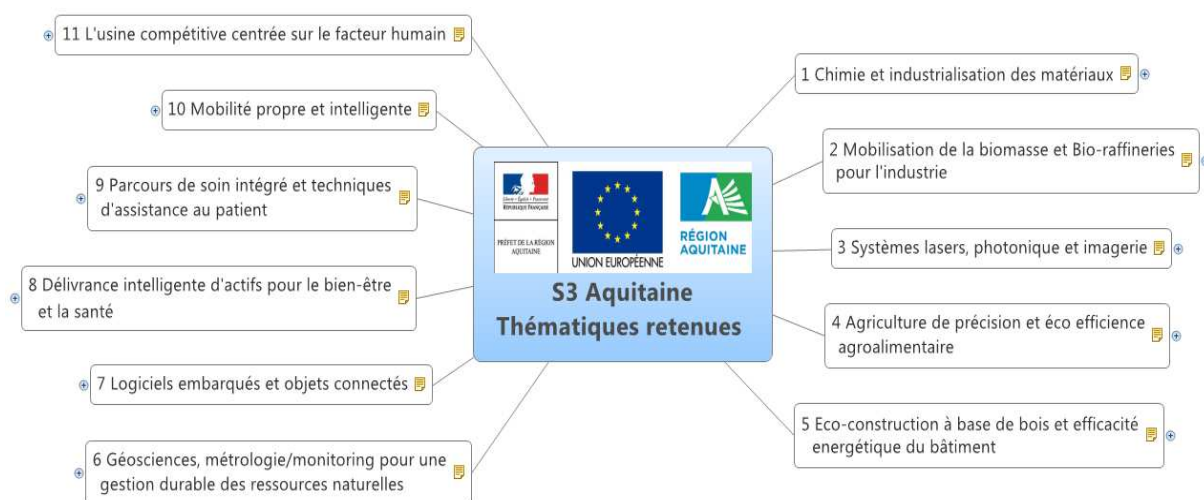 S3 Aquitaine
Thématiques retenues
Liberté • Égalité • Fraternité
RÉPUBLIQUE FRANÇAISE
PRÉFET DE LA RÉGION
AQUITAINE
UNION EUROPÉENNE
RÉGION
AQUITAINE
1 Chimie et industrialisation des matériaux
2 Mobilisation de la biomasse et Bio-raffineries
pour l'industrie
3 Systèmes lasers, photonique et imagerie
4 Agriculture de précision et éco efficience
agroalimentaire
5 Eco-construction à base de bois et efficacité
energétique du bâtiment
6 Géosciences, métrologie/monitoring pour une
gestion durable des ressources naturelles
7 Logiciels embarqués et objets connectés
8 Délivrance intelligente d'actifs pour le bien-être
et la santé
9 Parcours de soin intégré et techniques
d'assistance au patient
10 Mobilité propre et intelligente
11 L'usine compétitive centrée sur le facteur humain